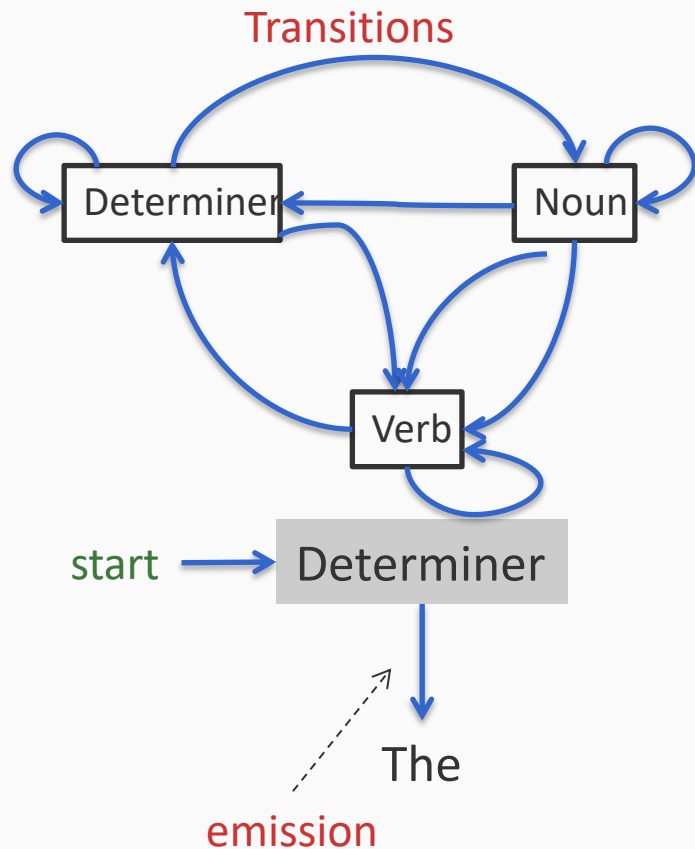 Transitions
Determiner
Noun
Verb
start
Determiner
The
emission